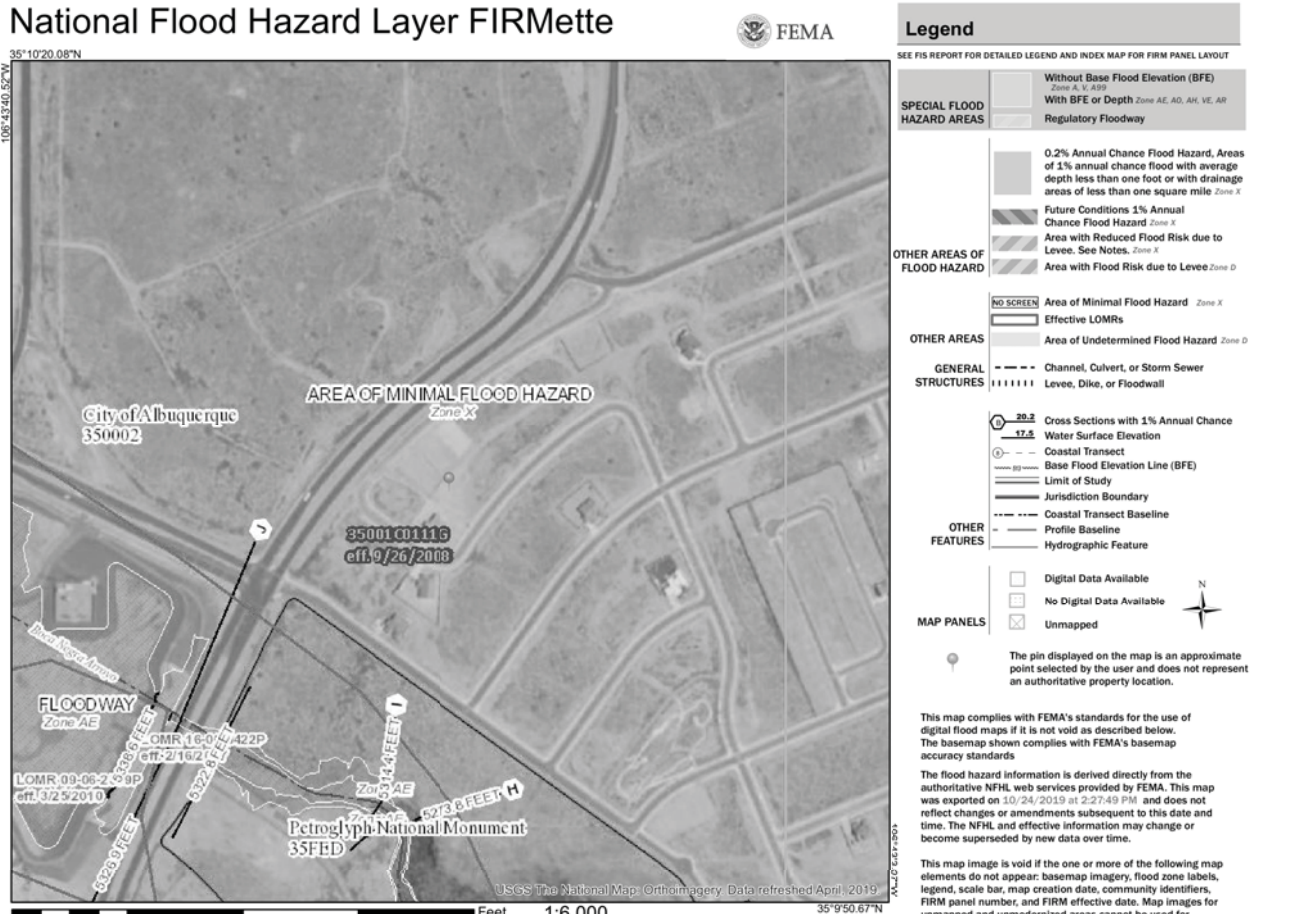 National Flood Hazard Layer FIRMette
FEMA
Legend
SEE FIS REPORT FOR DETAILED LEGEND AND INDEX MAP FOR FIRM PANEL LAYOUT
35°10'20.08"N
106°43'40.52"W
SPECIAL FLOOD
HAZARD AREAS
Without Base Flood Elevation (BFE)
Zone A, V, A99
With BFE or Depth Zone AE, AO, AH, VE, AR
Regulatory Floodway
0.2% Annual Chance Flood Hazard, Areas
of 1% annual chance flood with average
depth less than one foot or with drainage
areas of less than one square mile Zone X
Future Conditions 1% Annual
Chance Flood Hazard Zone X
Area with Reduced Flood Risk due to
Levee. See Notes. Zone X
Area with Flood Risk due to Levee Zone D
OTHER AREAS OF
FLOOD HAZARD
NO SCREEN Area of Minimal Flood Hazard Zone X
Effective LOMRs
OTHER AREAS
Area of Undetermined Flood Hazard Zone D
GENERAL
STRUCTURES
Channel, Culvert, or Storm Sewer
Levee, Dike, or Floodwall
B 20.2 Cross Sections with 1% Annual Chance
17.5 Water Surface Elevation
8 Coastal Transect
Base Flood Elevation Line (BFE)
Limit of Study
Jurisdiction Boundary
Coastal Transect Baseline
OTHER
FEATURES
Profile Baseline
Hydrographic Feature
Digital Data Available
No Digital Data Available
MAP PANELS
Unmapped
N
The pin displayed on the map is an approximate
point selected by the user and does not represent
an authoritative property location.
This map complies with FEMA's standards for the use of
digital flood maps if it is not void as described below.
The basemap shown complies with FEMA's basemap
accuracy standards
The flood hazard information is derived directly from the
authoritative NFHL web services provided by FEMA. This map
was exported on 10/24/2019 at 2:27:49 PM and does not
reflect changes or amendments subsequent to this date and
time. The NFHL and effective information may change or
become superseded by new data over time.
This map image is void if the one or more of the following map
elements do not appear: basemap imagery, flood zone labels,
legend, scale bar, map creation date, community identifiers,
FIRM panel number, and FIRM effective date. Map images for
AREA OF MINIMAL FLOOD HAZARD
Zone X
City of Albuquerque
350002
35001C0111G
eff. 9/26/2008
J
Boca Negra Arroyo
FLOODWAY
Zone AE
5336.6 FEET
LOMR 09-06-
eff. 3/25/2010
5322.8 FEET
5326.9 FEET
I
5314.4 FEET
Zone AE
5273.8 FEET H
Petroglyph National Monument
35FED
USGS The National Map: Orthoimagery. Data refreshed April, 2019.
Feet 1:6,000
35°9'50.67"N